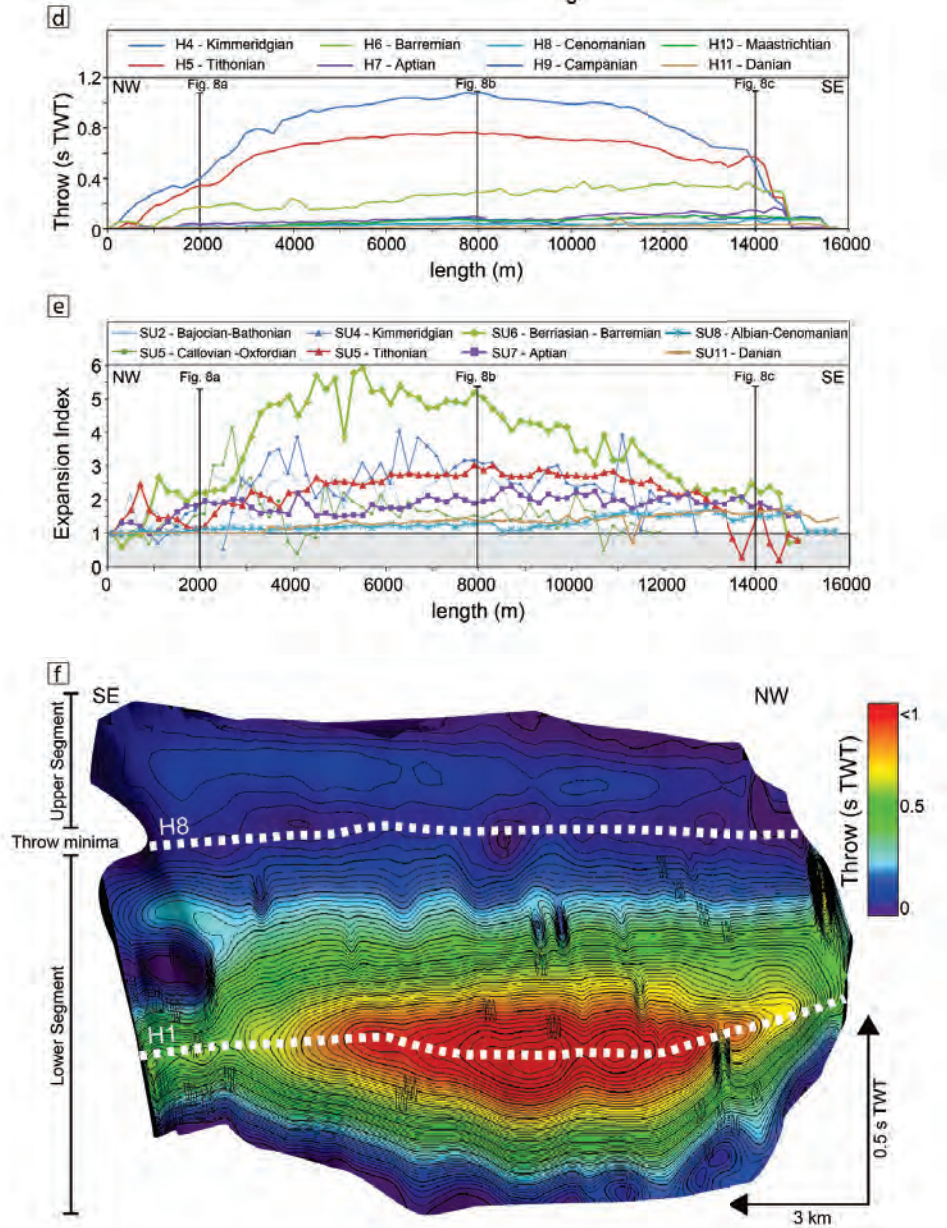 d
H4 - Kimmeridgian H6 - Barremian H8 - Cenomanian H10 - Maastrichtian
H5 - Tithonian H7 - Aptian H9 - Campanian H11 - Danian
1.2
NW Fig. 8a Fig. 8b Fig. 8c SE
0.8
0.4
0
Throw (s TWT)
0 2000 4000 6000 8000 10000 12000 14000 16000
length (m)
e
SU2 - Bajocian-Bathonian SU4 - Kimmeridgian SU6 - Berriasian - Barremian SU8 - Albian-Cenomanian
SU5 - Callovian -Oxfordian SU5 - Tithonian SU7 - Aptian SU11 - Danian
6
NW Fig. 8a Fig. 8b Fig. 8c SE
5
4
3
2
1
0
Expansion Index
0 2000 4000 6000 8000 10000 12000 14000 16000
length (m)
f
SE NW
Upper Segment
Throw minima
Lower Segment
H8
H1
<1
0.5
0
Throw (s TWT)
0.5 s TWT
3 km